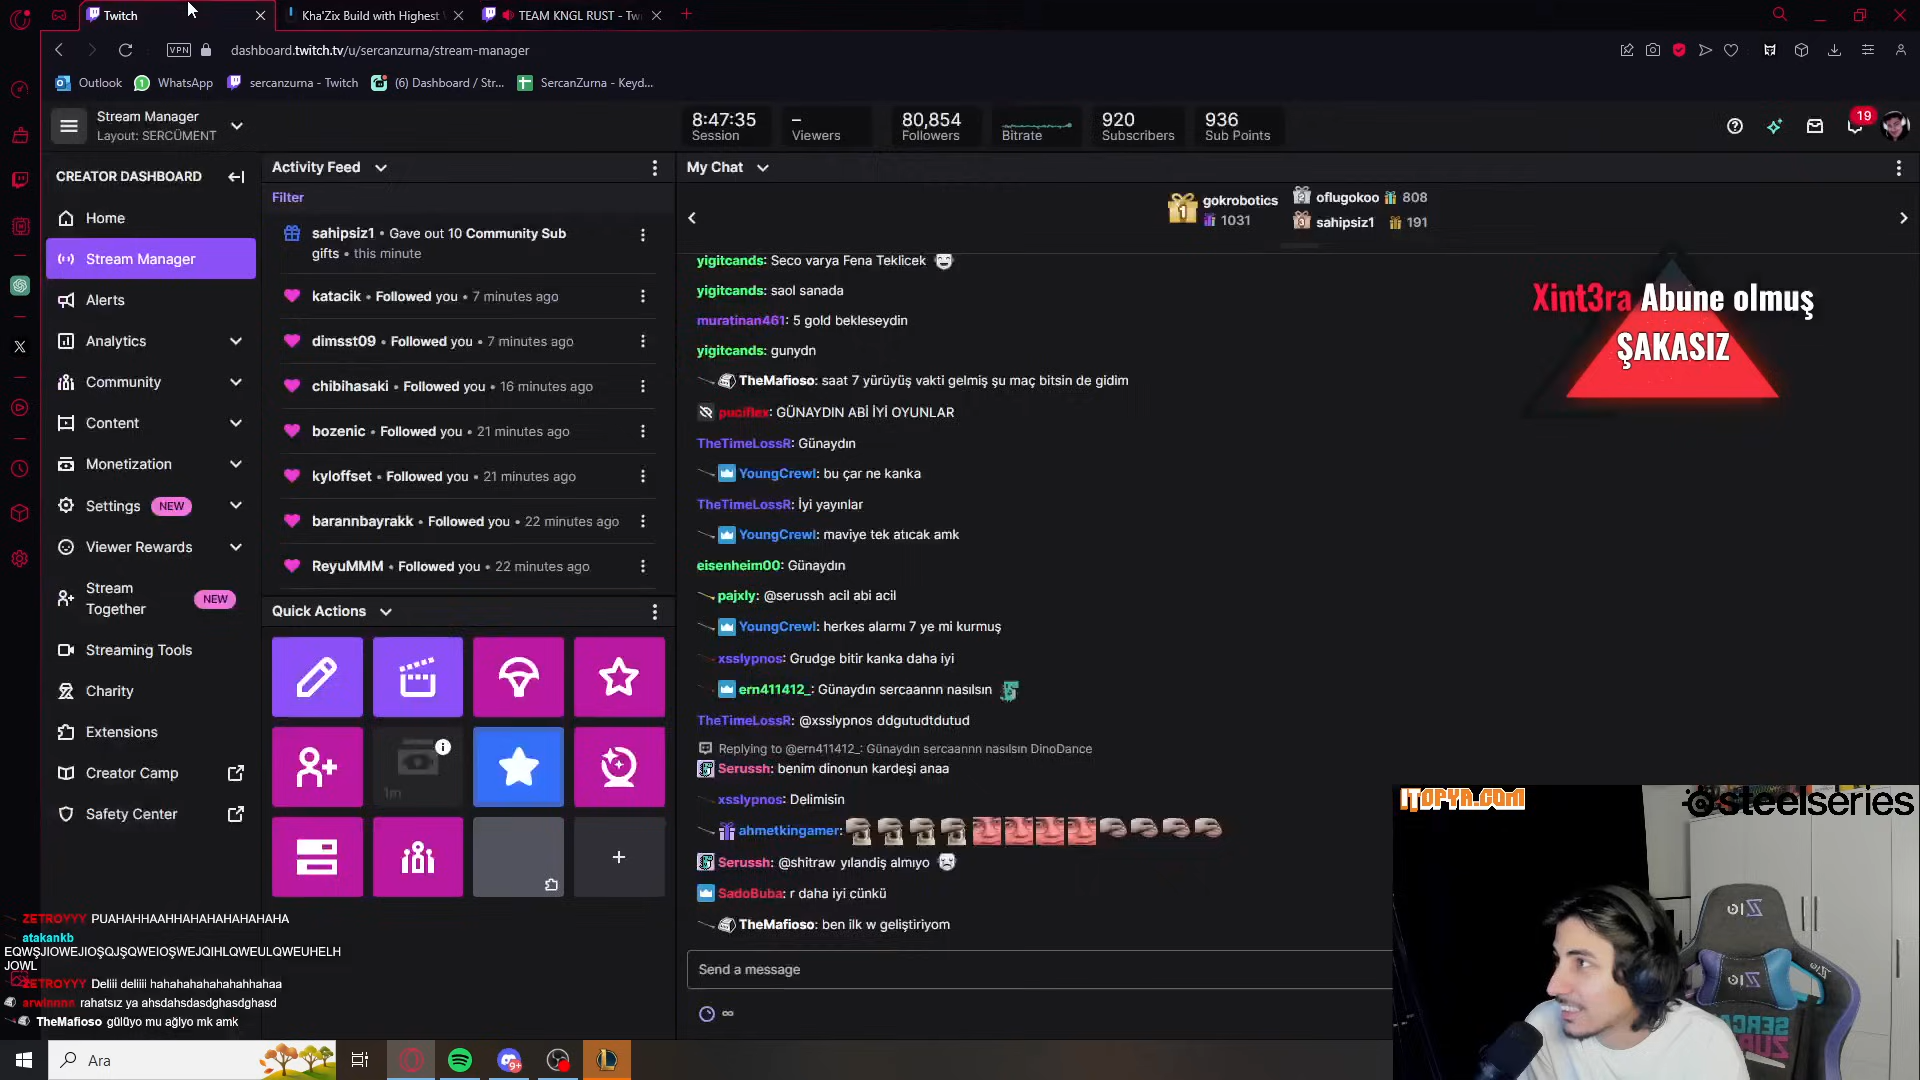 Twitch
Kha'Zix Build with Highest
TEAM KNGL RUST - Twi
VPN
dashboard.twitch.tv/u/sercanzurna/stream-manager
Outlook
WhatsApp
sercanzurna - Twitch
(6) Dashboard / Str...
SercanZurna - Keyd...
Stream Manager
Layout: SERCÜMENT
8:47:35
Session
–
Viewers
80,854
Followers
Bitrate
920
Subscribers
936
Sub Points
19
CREATOR DASHBOARD
Home
Stream Manager
Alerts
Analytics
Community
Content
Monetization
Settings NEW
Viewer Rewards
Stream
Together
NEW
Streaming Tools
Charity
Extensions
Creator Camp
Safety Center
Activity Feed
Filter
sahipsiz1 • Gave out 10 Community Sub
gifts • this minute
katacik • Followed you • 7 minutes ago
dimsst09 • Followed you • 7 minutes ago
chibihasaki • Followed you • 16 minutes ago
bozenic • Followed you • 21 minutes ago
kyloffset • Followed you • 21 minutes ago
barannbayrakk • Followed you • 22 minutes ago
ReyuMMM • Followed you • 22 minutes ago
Quick Actions
1m
My Chat
1 gokrobotics
1031
2 oflugokoo 808
3 sahipsiz1 191
yigitcands: Seco varya Fena Teklicek
yigitcands: saol sanada
muratinan461: 5 gold bekleseydin
yigitcands: gunydn
TheMafioso: saat 7 yürüyüş vakti gelmiş şu maç bitsin de gidim
puciflex: GÜNAYDIN ABİ İYİ OYUNLAR
TheTimeLossR: Günaydın
YoungCrewl: bu çar ne kanka
TheTimeLossR: İyi yayınlar
YoungCrewl: maviye tek atıcak amk
eisenheim00: Günaydın
pajxly: @serussh acil abi acil
YoungCrewl: herkes alarmı 7 ye mi kurmuş
xsslypnos: Grudge bitir kanka daha iyi
ern411412_: Günaydın sercaannn nasılsın
TheTimeLossR: @xsslypnos ddgutudtdutud
Replying to @ern411412_: Günaydın sercaannn nasılsın DinoDance
Serussh: benim dinonun kardeşi anaa
xsslypnos: Delimisin
ahmetkingamer:
Serussh: @shitraw yılandiş almıyo
SadoBuba: r daha iyi cünkü
TheMafioso: ben ilk w geliştiriyom
Send a message
Xint3ra Abune olmuş
ŞAKASIZ
ITOPYA.COM
steelseries
ZETROYYY PUAHAHHAAHHAHAHAHAHAHA
atakankb
EQWŞJIOWEJIOŞQJŞQWEIOŞWEJQIHLQWEULQWEUHELH
JOWL
ZETROYYY Deliii deliiii hahahahahahahahhahaa
arwinnnn rahatsız ya ahsdahsdasdghasdghasd
TheMafioso gülüyo mu ağlıyo mk amk
Ara
9+